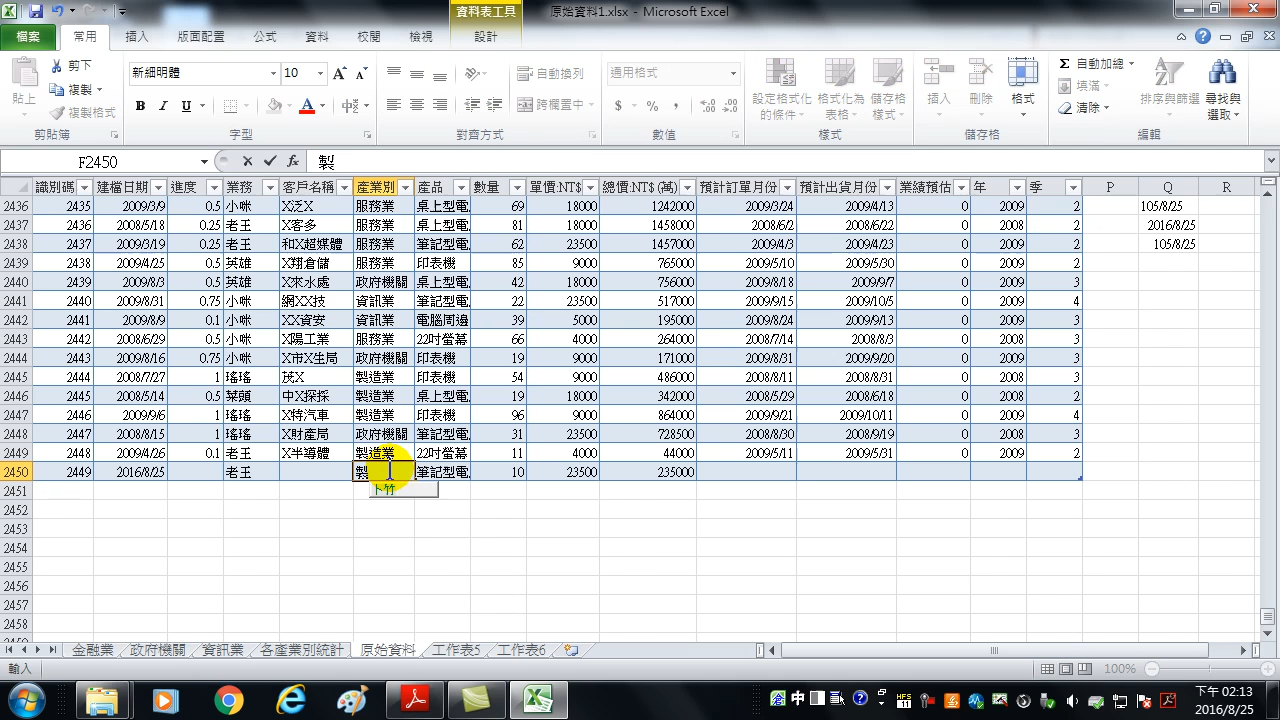 資料表工具
原始資料1.xlsx - Microsoft Excel
檔案 常用 插入 版面配置 公式 資料 校閱 檢視 設計
剪下 新細明體 10 自動換列 通用格式 自動加總
貼上 複製 跨欄置中 設定格式化的條件 格式化為表格 儲存格樣式 插入 刪除 格式 填滿 排序與篩選 尋找與選取
複製格式 清除
剪貼簿 字型 對齊方式 數值 樣式 儲存格 編輯
F2450 fx 製
識別碼 建檔日期 進度 業務 客戶名稱 產業別 產品 數量 單價:NT$ 總價:NT$ (萬) 預計訂單月份 預計出貨月份 業績預估 年 季 P Q R
2436 2435 2009/3/9 0.5 小咪 X泛X 服務業 桌上型電 69 18000 1242000 2009/3/24 2009/4/13 0 2009 2 105/8/25
2437 2436 2008/5/18 0.25 老王 X客多 服務業 桌上型電 81 18000 1458000 2008/6/2 2008/6/22 0 2008 2 2016/8/25
2438 2437 2009/3/19 0.25 老王 和X超媒體 服務業 筆記型電 62 23500 1457000 2009/4/3 2009/4/23 0 2009 2 105/8/25
2439 2438 2009/4/25 0.5 英雄 X翔倉儲 服務業 印表機 85 9000 765000 2009/5/10 2009/5/30 0 2009 2
2440 2439 2009/8/3 0.5 英雄 X來水處 政府機關 桌上型電 42 18000 756000 2009/8/18 2009/9/7 0 2009 3
2441 2440 2009/8/31 0.75 小咪 網XX技 資訊業 筆記型電 22 23500 517000 2009/9/15 2009/10/5 0 2009 4
2442 2441 2009/8/9 0.1 小咪 XX資安 資訊業 電腦周邊 39 5000 195000 2009/8/24 2009/9/13 0 2009 3
2443 2442 2008/6/29 0.5 小咪 X陽工業 服務業 22吋螢幕 66 4000 264000 2008/7/14 2008/8/3 0 2008 3
2444 2443 2009/8/16 0.75 小咪 X市X生局 政府機關 印表機 19 9000 171000 2009/8/31 2009/9/20 0 2009 3
2445 2444 2008/7/27 1 瑤瑤 茂X 製造業 印表機 54 9000 486000 2008/8/11 2008/8/31 0 2008 3
2446 2445 2008/5/14 0.5 菜頭 中X探採 製造業 桌上型電 19 18000 342000 2008/5/29 2008/6/18 0 2008 2
2447 2446 2009/9/6 1 瑤瑤 X特汽車 製造業 印表機 96 9000 864000 2009/9/21 2009/10/11 0 2009 4
2448 2447 2008/8/15 1 瑤瑤 X財產局 政府機關 筆記型電 31 23500 728500 2008/8/30 2008/9/19 0 2008 3
2449 2448 2009/4/26 0.1 老王 X半導體 製造業 22吋螢幕 11 4000 44000 2009/5/11 2009/5/31 0 2009 2
2450 2449 2016/8/25 老王 製 筆記型電 10 23500 235000
2451 卜竹
2452
2453
2454
2455
2456
2457
2458
金融業 政府機關 資訊業 各產業別統計 原始資料 工作表5 工作表6
輸入 100%
中 HFS 11 下午 02:13
2016/8/25